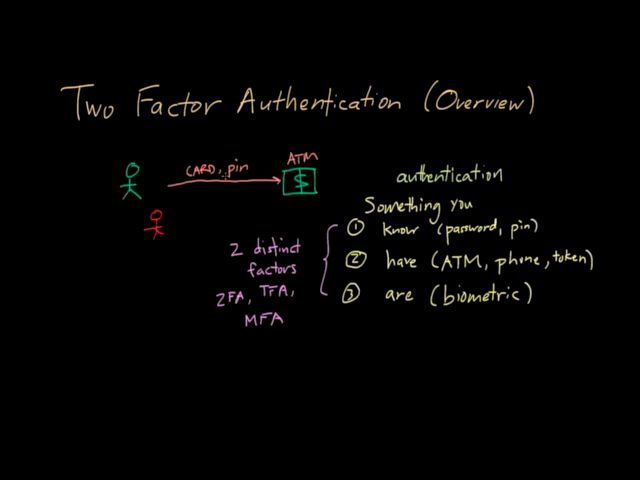 Two Factor Authentication (Overview)
CARD, pin
ATM
$
authentication
Something you
① know (password, pin)
② have (ATM, phone, token)
③ are (biometric)
2 distinct
factors
2FA, TFA,
MFA